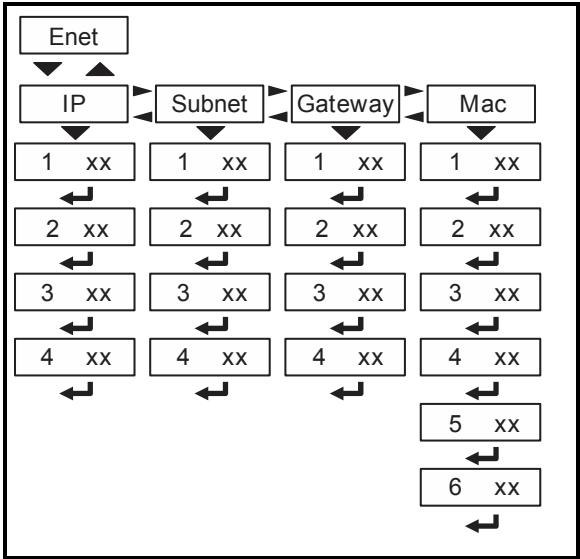 Enet
IP Subnet Gateway Mac
1 xx 1 xx 1 xx 1 xx
2 xx 2 xx 2 xx 2 xx
3 xx 3 xx 3 xx 3 xx
4 xx 4 xx 4 xx 4 xx
5 xx
6 xx